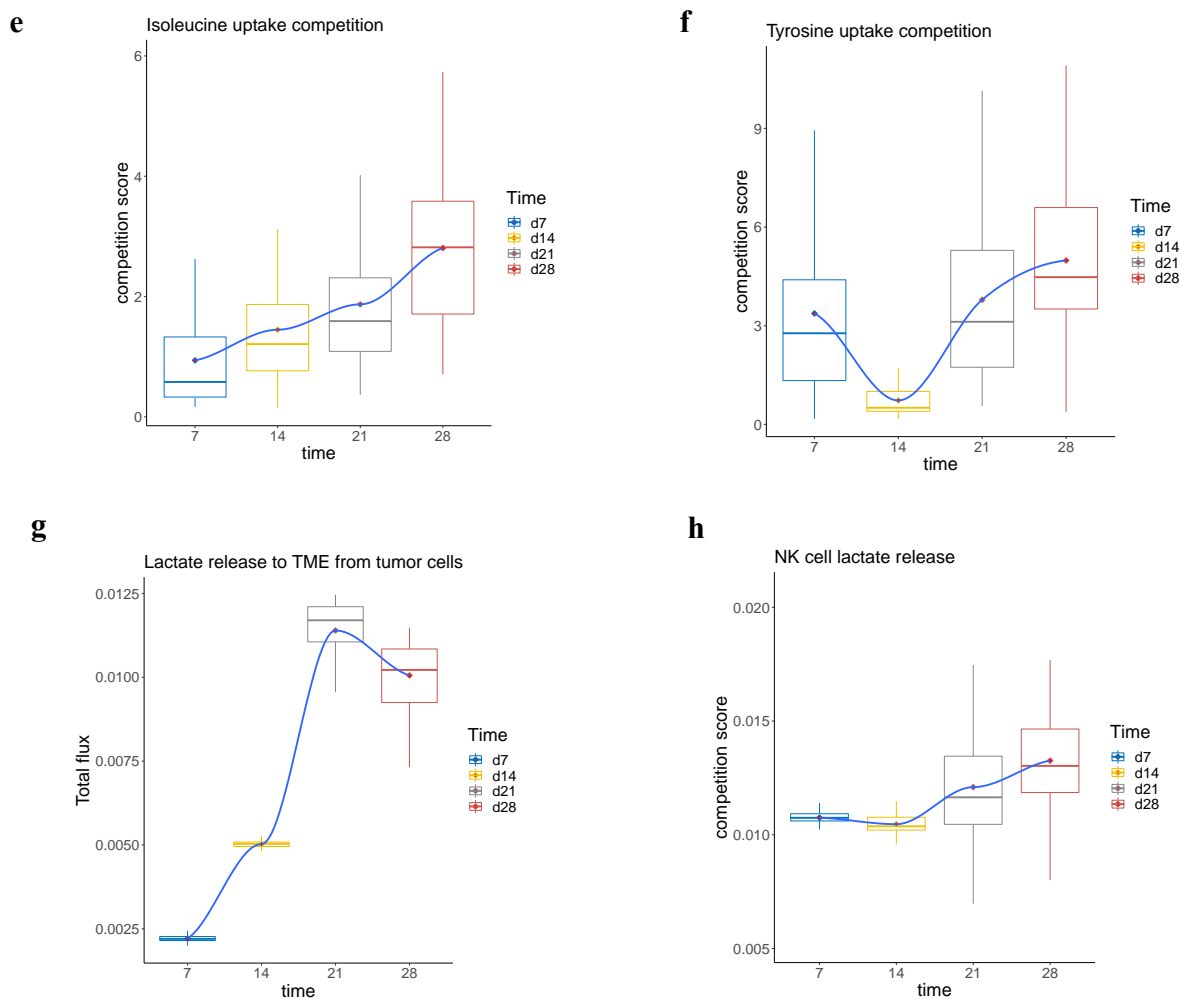 e
Isoleucine uptake competition
6
4
2
0
competition score
7 14 21 28
time
Time
d7
d14
d21
d28
f
Tyrosine uptake competition
9
6
3
0
competition score
7 14 21 28
time
Time
d7
d14
d21
d28
g
Lactate release to TME from tumor cells
0.0125
0.0100
0.0075
0.0050
0.0025
Total flux
7 14 21 28
time
Time
d7
d14
d21
d28
h
NK cell lactate release
0.020
0.015
0.010
0.005
competition score
7 14 21 28
time
Time
d7
d14
d21
d28